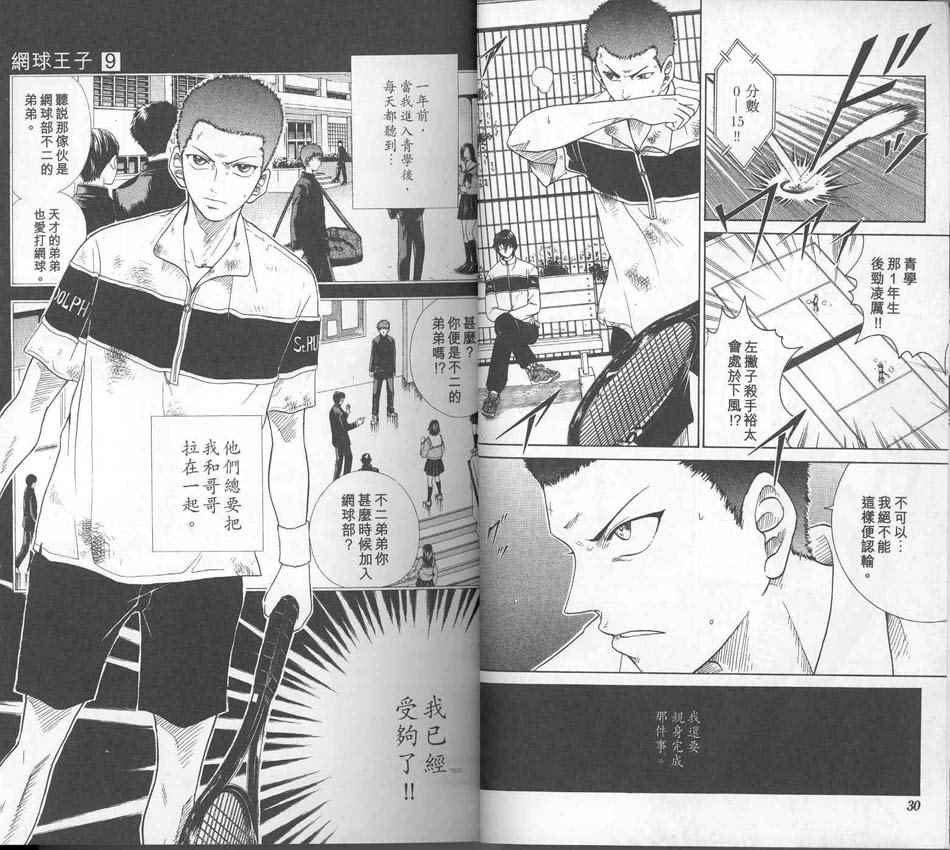 分數
0
|
15!!
青學
那1年生
後勁凌厲!!
左撇子殺手裕太
會處於下風!?
不可以…
我絕不能
這樣便認輸。
我還要
親身完成
那件事。
30
網球王子 9
一年前,
當我進入青學後,
每天都聽到…
聽說那傢伙是
網球部不二的
弟弟。
天才的弟弟
也愛打網球。
甚麼?
你便是不二的
弟弟嗎!?
DOLPH
St.RU
他們總要把
我和哥哥
拉在一起。
不二弟弟你
甚麼時候加入
網球部?
我已經
受夠了!!